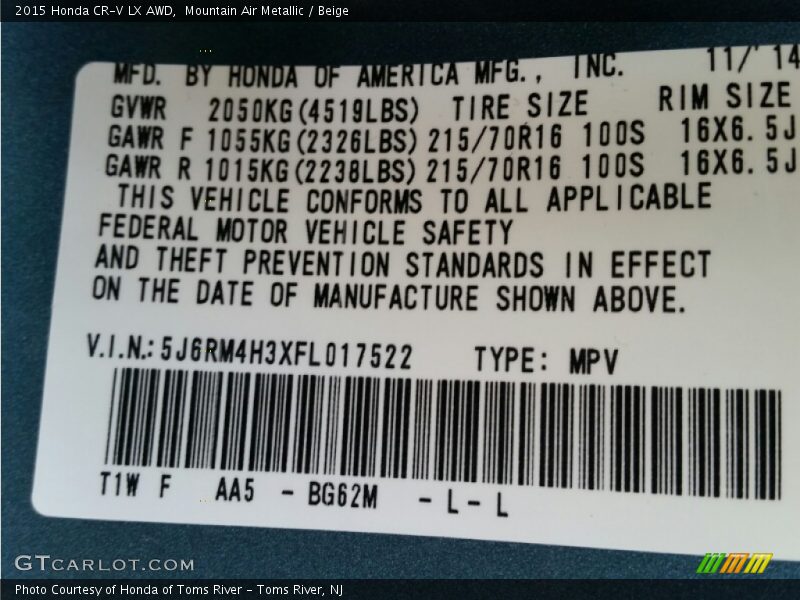 2015 Honda CR-V LX AWD,  Mountain Air Metallic / Beige
MFD. BY HONDA OF AMERICA MFG., INC. 11/'14
GVWR 2050KG(4519LBS) TIRE SIZE RIM SIZE
GAWR F 1055KG(2326LBS) 215/70R16 100S 16X6.5J
GAWR R 1015KG(2238LBS) 215/70R16 100S 16X6.5J
THIS VEHICLE CONFORMS TO ALL APPLICABLE
FEDERAL MOTOR VEHICLE SAFETY
AND THEFT PREVENTION STANDARDS IN EFFECT
ON THE DATE OF MANUFACTURE SHOWN ABOVE.
V.I.N.: 5J6RM4H3XFL017522 TYPE: MPV
T1W F AA5 - BG62M - L - L
GTCARLOT.COM
Photo Courtesy of Honda of Toms River - Toms River, NJ